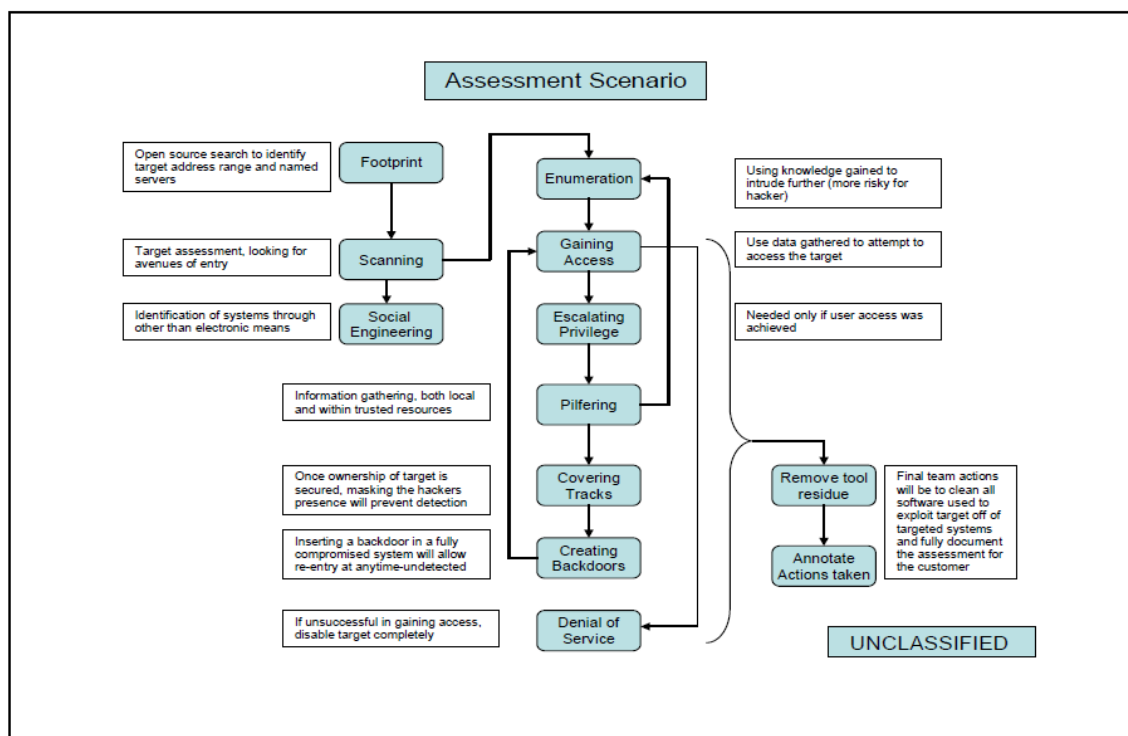 Assessment Scenario
Open source search to identify
target address range and named
servers
Footprint
Enumeration
Using knowledge gained to
intrude further (more risky for
hacker)
Target assessment, looking for
avenues of entry
Scanning
Gaining
Access
Use data gathered to attempt to
access the target
Identification of systems through
other than electronic means
Social
Engineering
Escalating
Privilege
Needed only if user access was
achieved
Information gathering, both local
and within trusted resources
Pilfering
Once ownership of target is
secured, masking the hackers
presence will prevent detection
Covering
Tracks
Remove tool
residue
Final team actions
will be to clean all
software used to
exploit target off of
targeted systems
and fully document
the assessment for
the customer
Inserting a backdoor in a fully
compromised system will allow
re-entry at anytime-undetected
Creating
Backdoors
Annotate
Actions taken
If unsuccessful in gaining access,
disable target completely
Denial of
Service
UNCLASSIFIED